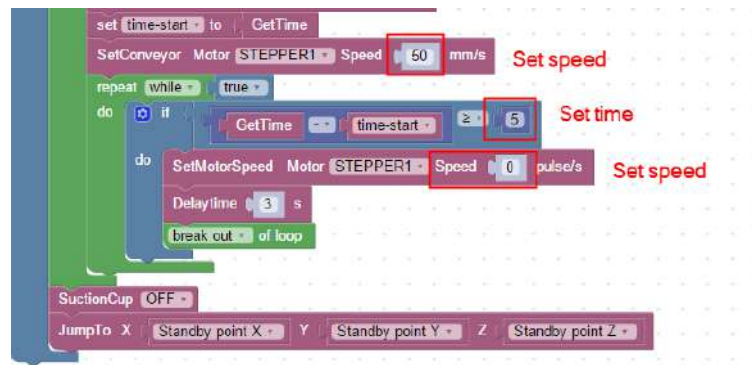 set time-start to GetTime
SetConveyor Motor STEPPER1 Speed 50 mm/s Set speed
repeat while true
do if GetTime - time-start ≥ 5 Set time
do SetMotorSpeed Motor STEPPER1 Speed 0 pulse/s Set speed
Delaytime 3 s
break out of loop
SuctionCup OFF
JumpTo X Standby point X Y Standby point Y Z Standby point Z